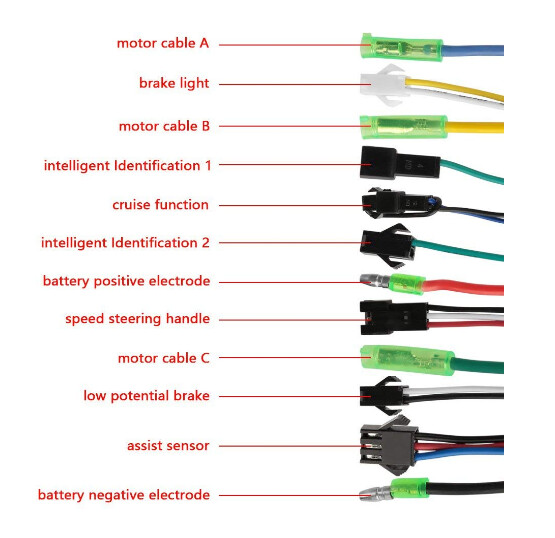 motor cable A
brake light
motor cable B
intelligent Identification 1
cruise function
intelligent Identification 2
battery positive electrode
speed steering handle
motor cable C
low potential brake
assist sensor
battery negative electrode